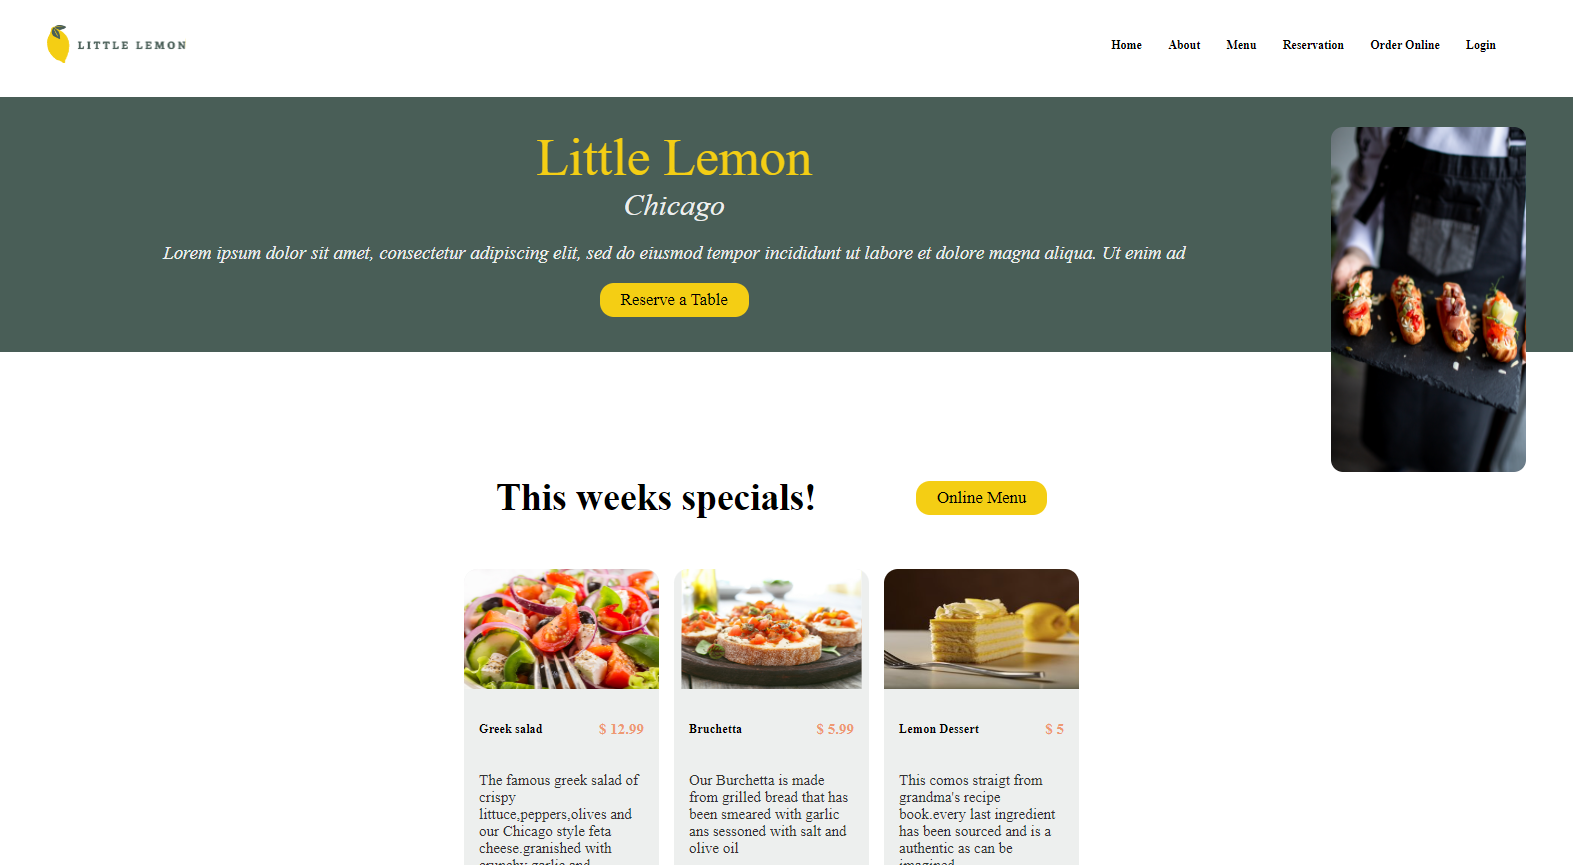 LITTLE LEMON
Home About Menu Reservation Order Online Login
Little Lemon
Chicago
Lorem ipsum dolor sit amet, consectetur adipiscing elit, sed do eiusmod tempor incididunt ut labore et dolore magna aliqua. Ut enim ad
Reserve a Table
This weeks specials!
Online Menu
Greek salad $ 12.99
The famous greek salad of
crispy
littuce,peppers,olives and
our Chicago style feta
cheese.granished with
crunchy garlic and
Bruchetta $ 5.99
Our Burchetta is made
from grilled bread that has
been smeared with garlic
ans sessoned with salt and
olive oil
Lemon Dessert $ 5
This comos straigt from
grandma's recipe
book.every last ingredient
has been sourced and is a
authentic as can be
imagined